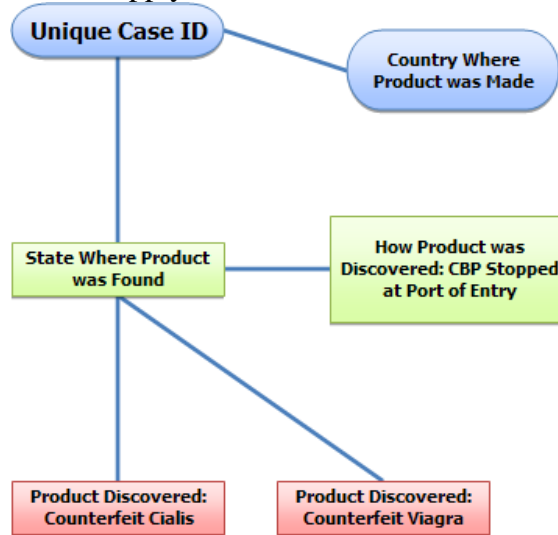 Unique Case ID
Country Where
Product was Made
State Where Product
was Found
How Product was
Discovered: CBP Stopped
at Port of Entry
Product Discovered:
Counterfeit Cialis
Product Discovered:
Counterfeit Viagra